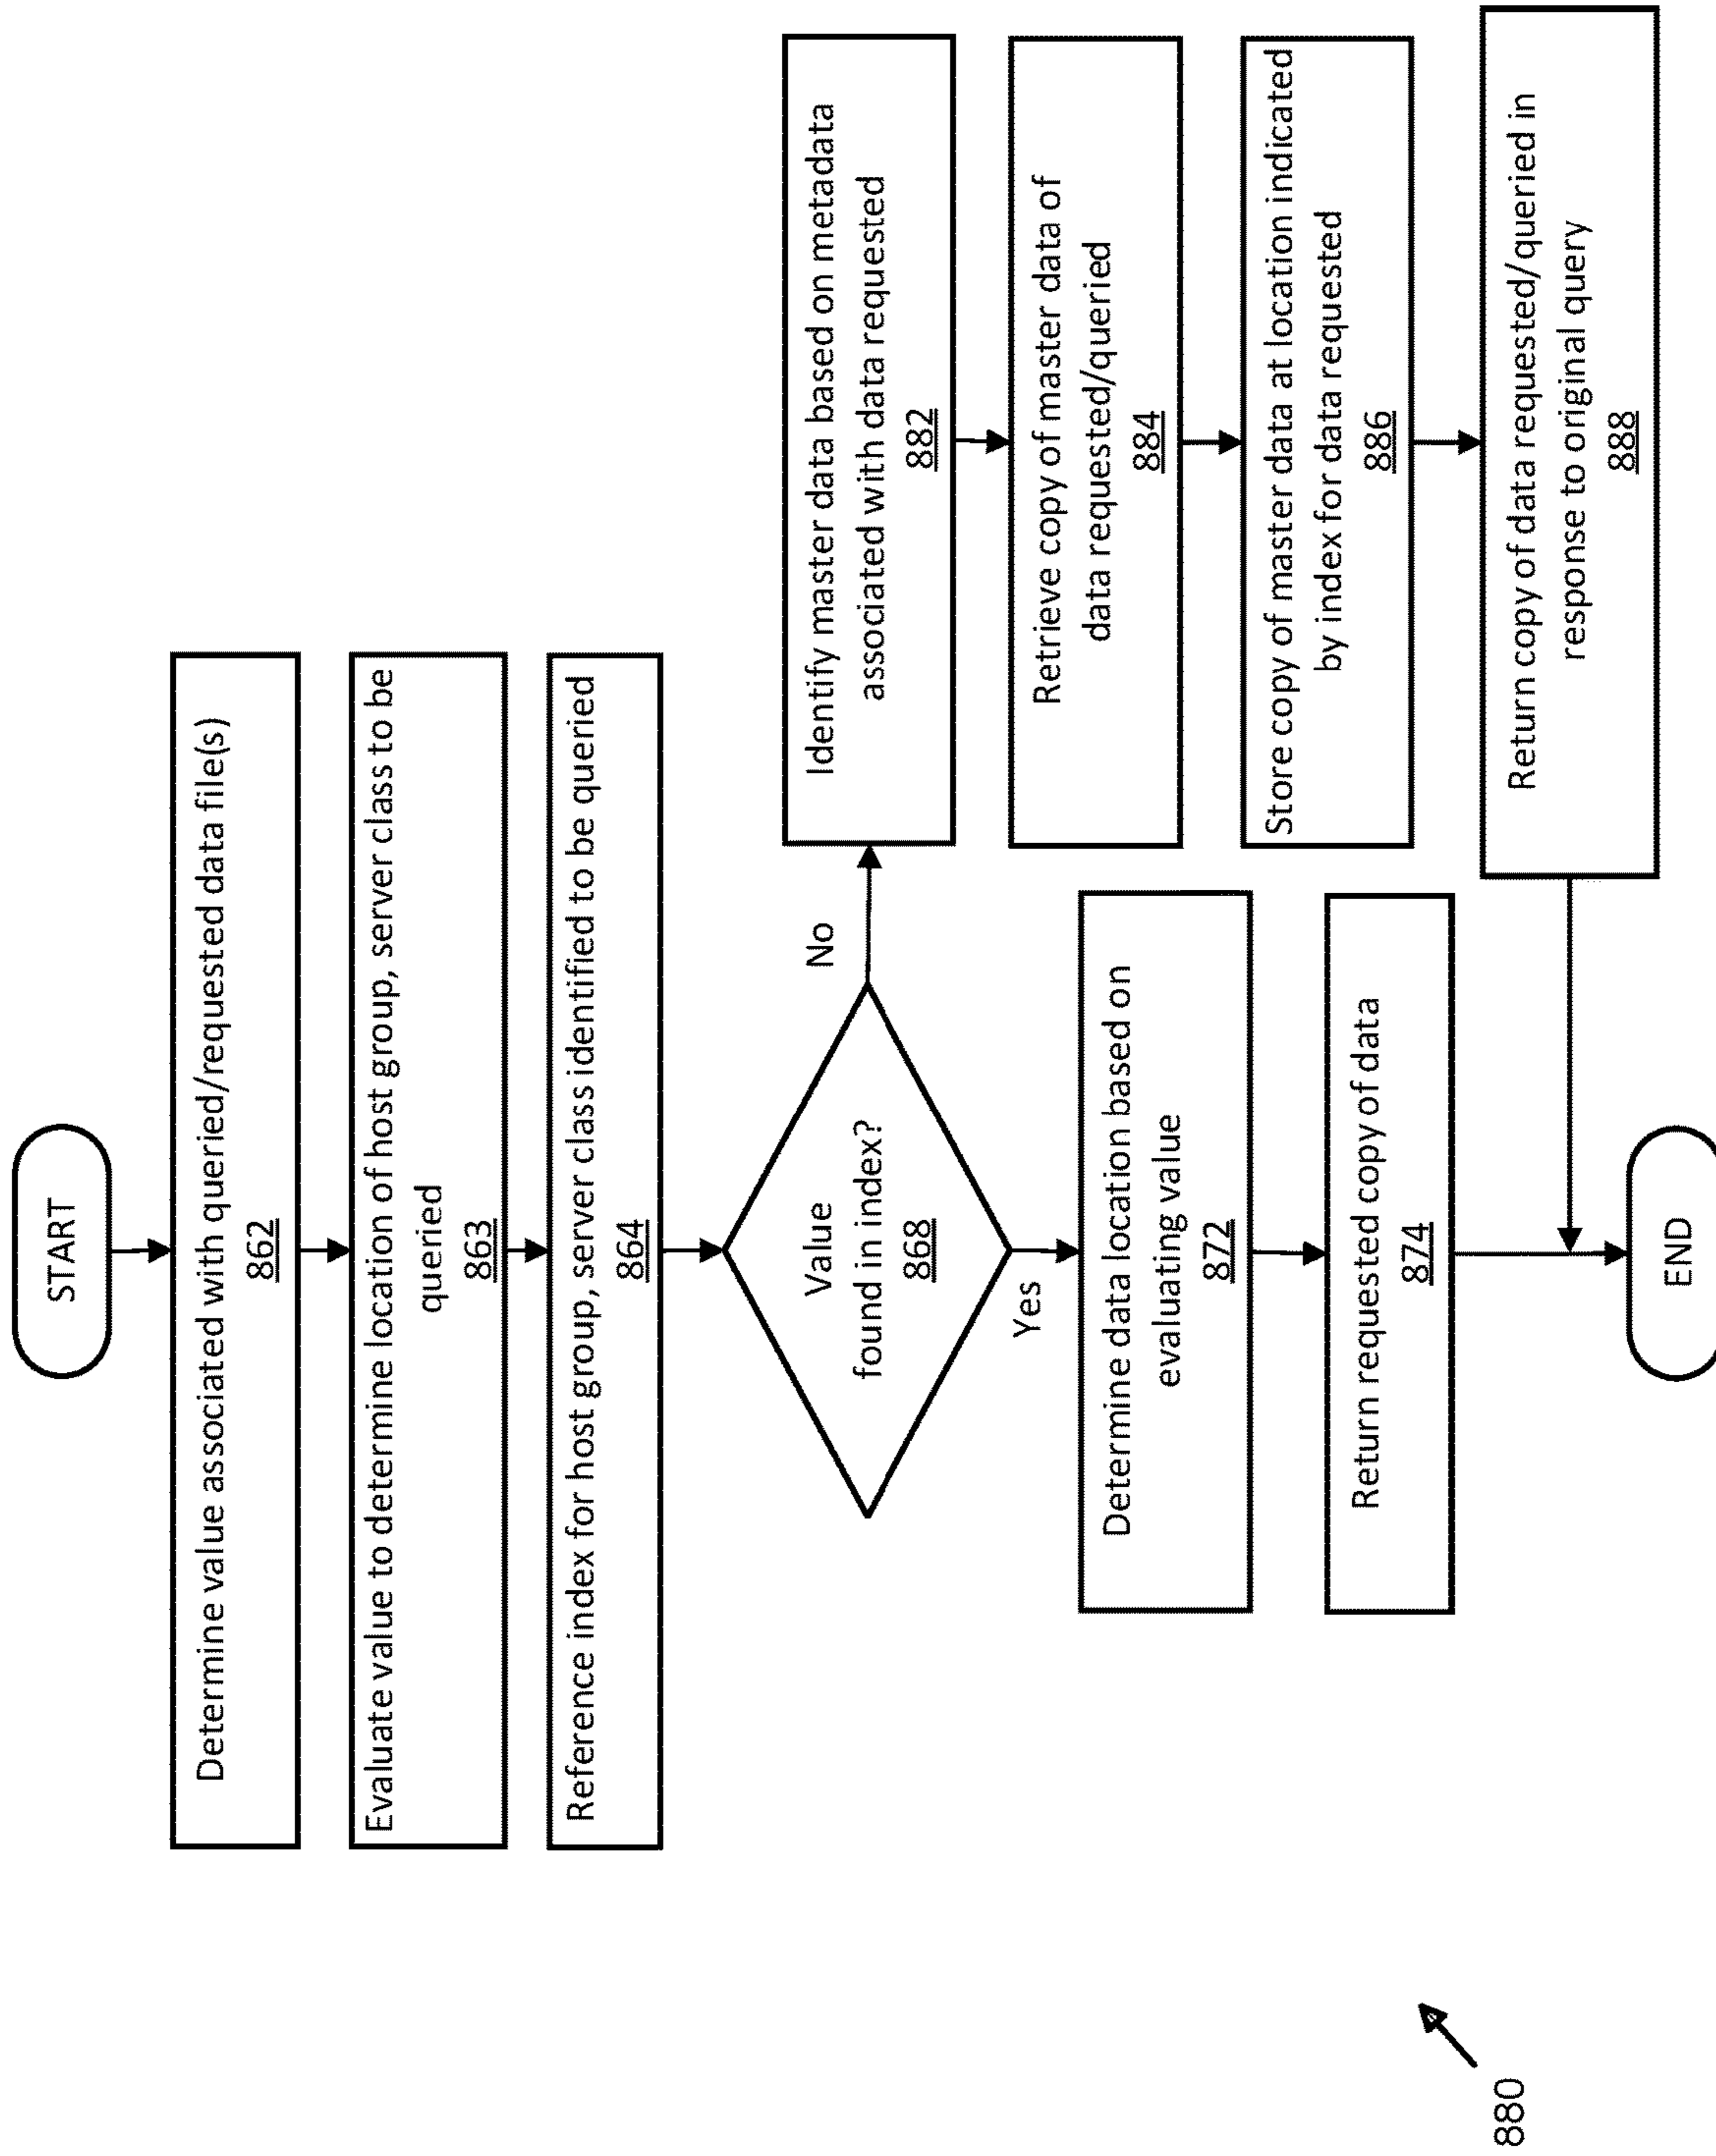 START
Determine value associated with queried/requested data file(s)
862
Evaluate value to determine location of host group, server class to be
queried
863
Reference index for host group, server class identified to be queried
864
Value
found in index?
868
No
Yes
Identify master data based on metadata
associated with data requested
882
Retrieve copy of master data of
data requested/queried
884
Store copy of master data at location indicated
by index for data requested
886
Return copy of data requested/queried in
response to original query
888
Determine data location based on
evaluating value
872
Return requested copy of data
874
END
880